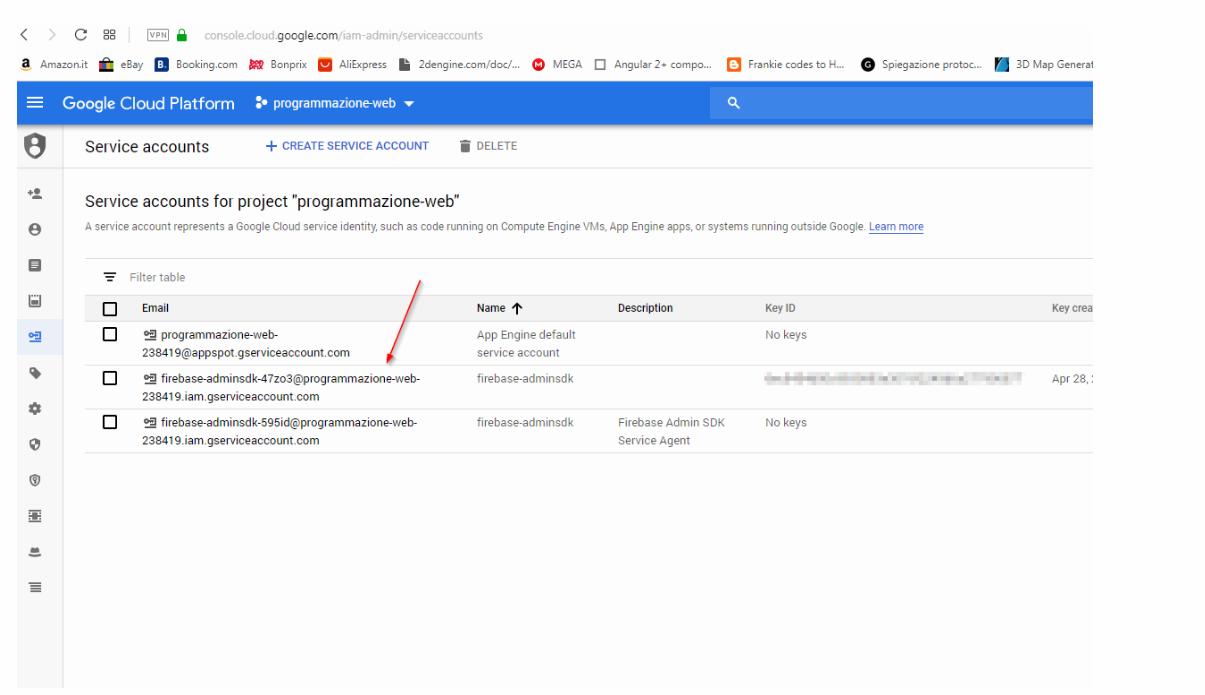 VPN console.cloud.google.com/iam-admin/serviceaccounts
a Amazon.it eBay B. Booking.com Bonprix AliExpress 2dengine.com/doc/... MEGA Angular 2+ compo... Frankie codes to H... G Spiegazione protoc... 3D Map Generat
Google Cloud Platform programmazione-web
Service accounts + CREATE SERVICE ACCOUNT DELETE
Service accounts for project "programmazione-web"
A service account represents a Google Cloud service identity, such as code running on Compute Engine VMs, App Engine apps, or systems running outside Google. Learn more
Filter table
Email Name Description Key ID Key crea
programmazione-web- App Engine default No keys
238419@appspot.gserviceaccount.com service account
firebase-adminsdk-47zo3@programmazione-web- firebase-adminsdk Apr 28,
238419.iam.gserviceaccount.com
firebase-adminsdk-595id@programmazione-web- firebase-adminsdk Firebase Admin SDK No keys
238419.iam.gserviceaccount.com Service Agent